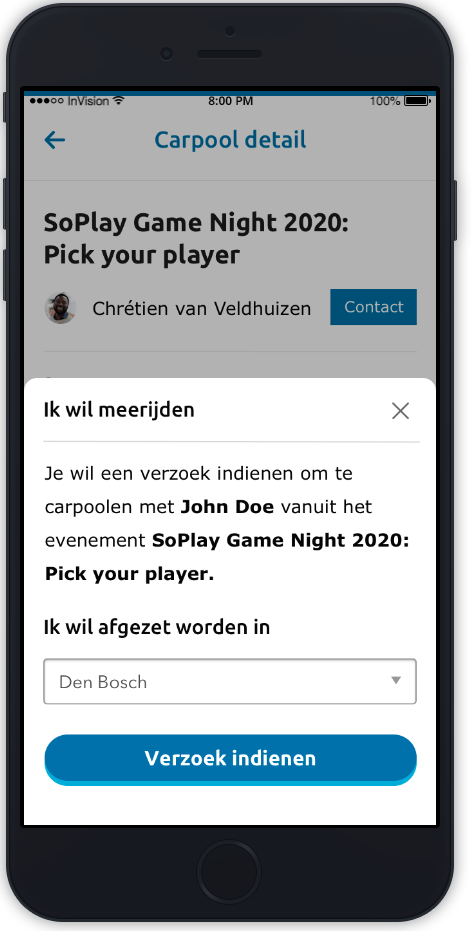 InVision 8:00 PM 100%
Carpool detail
SoPlay Game Night 2020:
Pick your player
Chrétien van Veldhuizen Contact
Ik wil meerijden
Je wil een verzoek indienen om te
carpoolen met John Doe vanuit het
evenement SoPlay Game Night 2020:
Pick your player.
Ik wil afgezet worden in
Den Bosch
Verzoek indienen